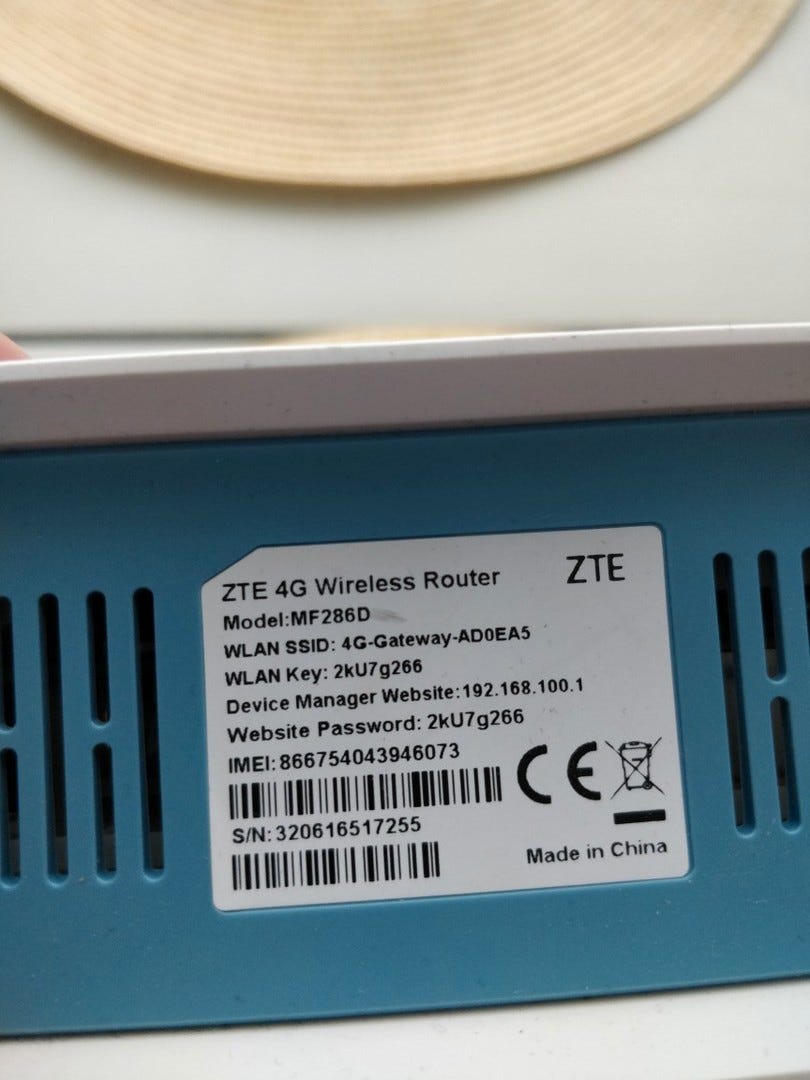 ZTE 4G Wireless Router
ZTE
Model:MF286D
WLAN SSID: 4G-Gateway-AD0EA5
WLAN Key: 2kU7g266
Device Manager Website:192.168.100.1
Website Password: 2kU7g266
IMEI:866754043946073
CE
S/N:320616517255
Made in China